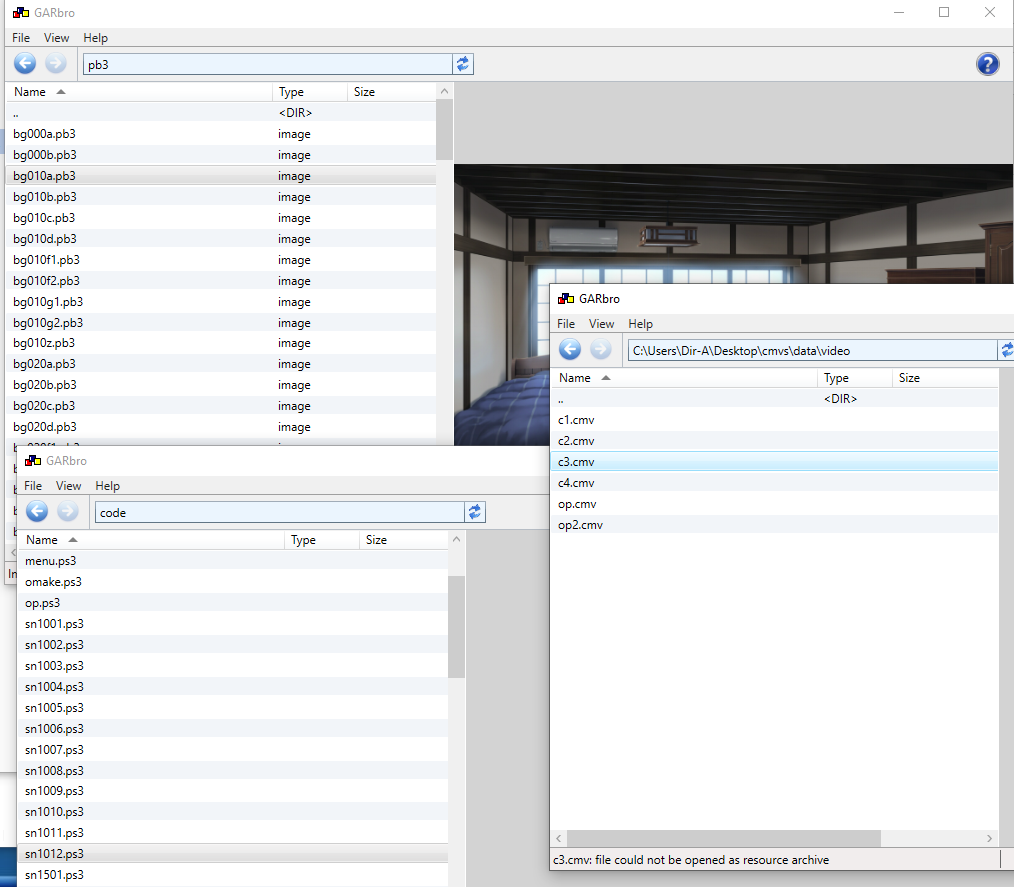 GARbro
File View Help
pb3
Name Type Size
.. <DIR>
bg000a.pb3 image
bg000b.pb3 image
bg010a.pb3 image
bg010b.pb3 image
bg010c.pb3 image
bg010d.pb3 image
bg010f1.pb3 image
bg010f2.pb3 image
bg010g1.pb3 image
bg010g2.pb3 image
bg010z.pb3 image
bg020a.pb3 image
bg020b.pb3 image
bg020c.pb3 image
bg020d.pb3 image
GARbro
File View Help
code
Name Type Size
menu.ps3
omake.ps3
op.ps3
sn1001.ps3
sn1002.ps3
sn1003.ps3
sn1004.ps3
sn1005.ps3
sn1006.ps3
sn1007.ps3
sn1008.ps3
sn1009.ps3
sn1010.ps3
sn1011.ps3
sn1012.ps3
sn1501.ps3
GARbro
File View Help
C:\Users\Dir-A\Desktop\cmvs\data\video
Name Type Size
.. <DIR>
c1.cmv
c2.cmv
c3.cmv
c4.cmv
op.cmv
op2.cmv
c3.cmv: file could not be opened as resource archive